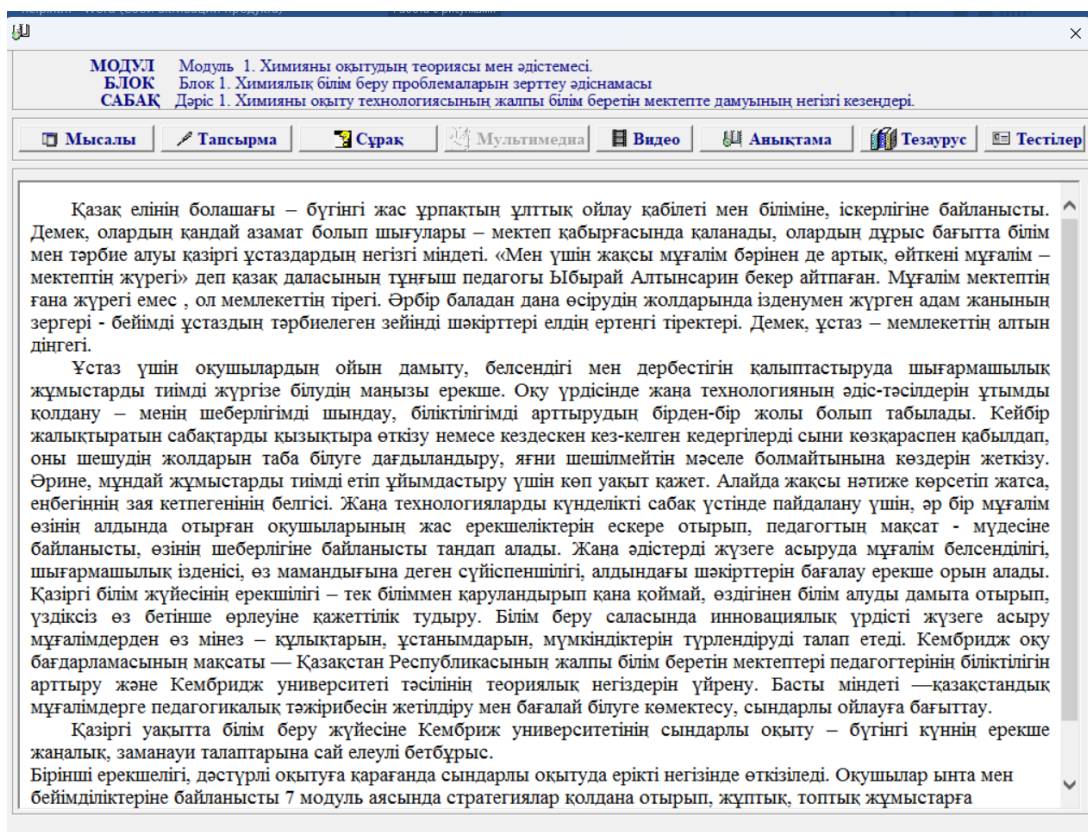 МОДУЛ Модуль 1. Химияны оқытудың теориясы мен әдістемесі.
БЛОК Блок 1. Химиялық білім беру проблемаларын зерттеу әдіснамасы
САБАҚ Дәріс 1. Химияны оқыту технологиясының жалпы білім беретін мектепте дамуының негізгі кезеңдері.
Мысалы Тапсырма Сұрақ Мультимедиа Видео Анықтама Тезаурус Тестілер
Қазақ елінің болашағы – бүгінгі жас ұрпақтың ұлттық ойлау қабілеті мен біліміне, іскерлігіне байланысты.
Демек, олардың қандай азамат болып шығулары – мектеп қабырғасында қаланады, олардың дұрыс бағытта білім
мен тәрбие алуы қазіргі ұстаздардың негізгі міндеті. «Мен үшін жақсы мұғалім бәрінен де артық, өйткені мұғалім –
мектептің жүрегі» деп қазақ даласының тұңғыш педагогы Ыбырай Алтынсарин бекер айтпаған. Мұғалім мектептің
ғана жүрегі емес , ол мемлекеттің тірегі. Әрбір баладан дана өсірудің жолдарында ізденумен жүрген адам жанының
зергері - бейімді ұстаздың тәрбиелеген зейінді шәкірттері елдің ертеңгі тіректері. Демек, ұстаз – мемлекеттің алтын
діңгегі.
Ұстаз үшін оқушылардың ойын дамыту, белсендігі мен дербестігін қалыптастыруда шығармашылық
жұмыстарды тиімді жүргізе білудің маңызы ерекше. Оқу үрдісінде жаңа технологияның әдіс-тәсілдерін ұтымды
қолдану – менің шеберлігімді шыңдау, біліктілігімді арттырудың бірден-бір жолы болып табылады. Кейбір
жалықтыратын сабақтарды қызықтыра өткізу немесе кездескен кез-келген кедергілерді сыни көзқараспен қабылдап,
оны шешудің жолдарын таба білуге дағдыландыру, яғни шешілмейтін мәселе болмайтынына көздерін жеткізу.
Әрине, мұндай жұмыстарды тиімді етіп ұйымдастыру үшін көп уақыт қажет. Алайда жақсы нәтиже көрсетіп жатса,
еңбегіңнің зая кетпегенінің белгісі. Жаңа технологияларды күнделікті сабақ үстінде пайдалану үшін, әр бір мұғалім
өзінің алдында отырған оқушыларының жас ерекшеліктерін ескере отырып, педагогтың мақсат - мүдесіне
байланысты, өзінің шеберлігіне байланысты таңдап алады. Жаңа әдістерді жүзеге асыруда мұғалім белсенділігі,
шығармашылық ізденісі, өз мамандығына деген сүйіспеншілігі, алдындағы шәкірттерін бағалау ерекше орын алады.
Қазіргі білім жүйесінің ерекшілігі – тек біліммен қаруландырып қана қоймай, өздігінен білім алуды дамыта отырып,
үздіксіз өз бетінше өрлеуіне қажеттілік тудыру. Білім беру саласында инновациялық үрдісті жүзеге асыру
мұғалімдерден өз мінез – құлықтарын, ұстанымдарын, мүмкіндіктерін түрлендіруді талап етеді. Кембридж оқу
бағдарламасының мақсаты — Қазақстан Республикасының жалпы білім беретін мектептері педагогтерінің біліктілігін
арттыру және Кембридж университеті тәсілінің теориялық негіздерін үйрену. Басты міндеті —қазақстандық
мұғалімдерге педагогикалық тәжірибесін жетілдіру мен бағалай білуге көмектесу, сындарлы ойлауға бағыттау.
Қазіргі уақытта білім беру жүйесіне Кембриж университетінің сындарлы оқыту – бүгінгі күннің ерекше
жаңалық, заманауи талаптарына сай елеулі бетбұрыс.
Бірінші ерекшелігі, дәстүрлі оқытуға қарағанда сындарлы оқытуда ерікті негізінде өткізіледі. Оқушылар ынта мен
бейімділіктеріне байланысты 7 модуль аясында стратегиялар қолдана отырып, жұптық, топтық жұмыстарға